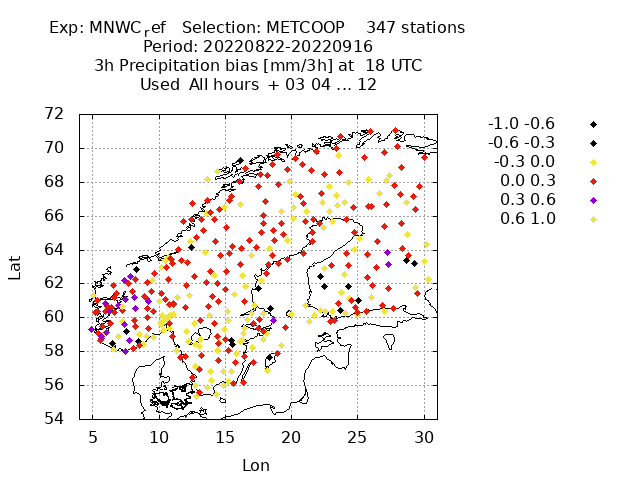 Exp: MNWC_ref   Selection: METCOOP    347 stations
Period: 20220822-20220916
3h Precipitation bias [mm/3h] at  18 UTC
Used  All hours  + 03 04 ... 12
-1.0 -0.6
-0.6 -0.3
-0.3 0.0
0.0 0.3
0.3 0.6
0.6 1.0
72
70
68
66
64
62
60
58
56
54
Lat
5 10 15 20 25 30
Lon